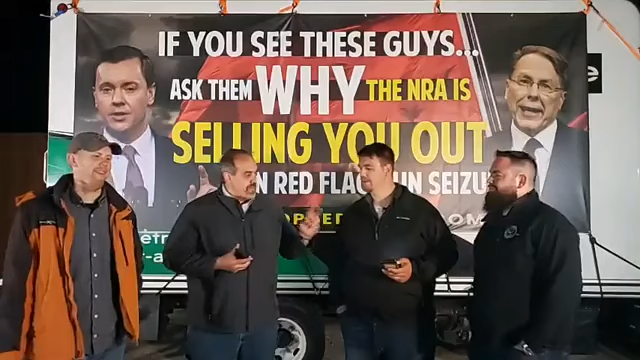 IF YOU SEE THESE GUYS...
ASK THEM WHY THE NRA IS
SELLING YOU OUT
RED FLAG